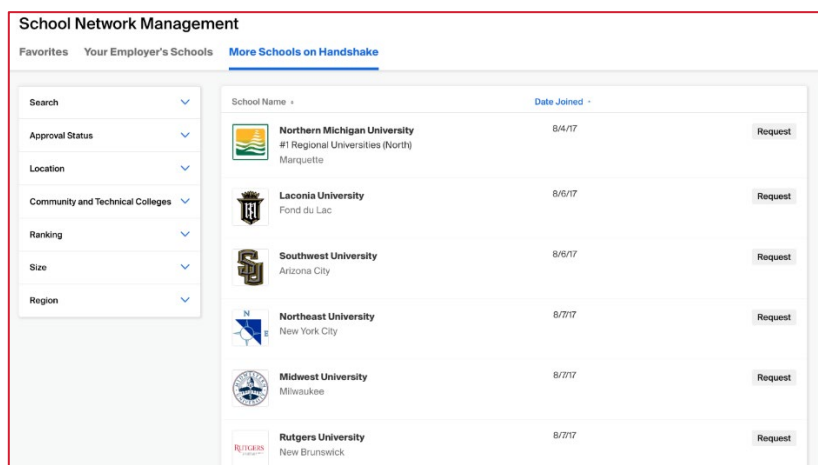 School Network Management
Favorites Your Employer's Schools More Schools on Handshake
Search
Approval Status
Location
Community and Technical Colleges
Ranking
Size
Region
School Name Date Joined
Northern Michigan University 8/4/17 Request
#1 Regional Universities (North)
Marquette
Laconia University 8/6/17 Request
Fond du Lac
SU
Southwest University 8/6/17 Request
Arizona City
N
E
Northeast University 8/7/17 Request
New York City
Midwest University 8/7/17 Request
Milwaukee
RUTGERS
Rutgers University 8/7/17 Request
New Brunswick